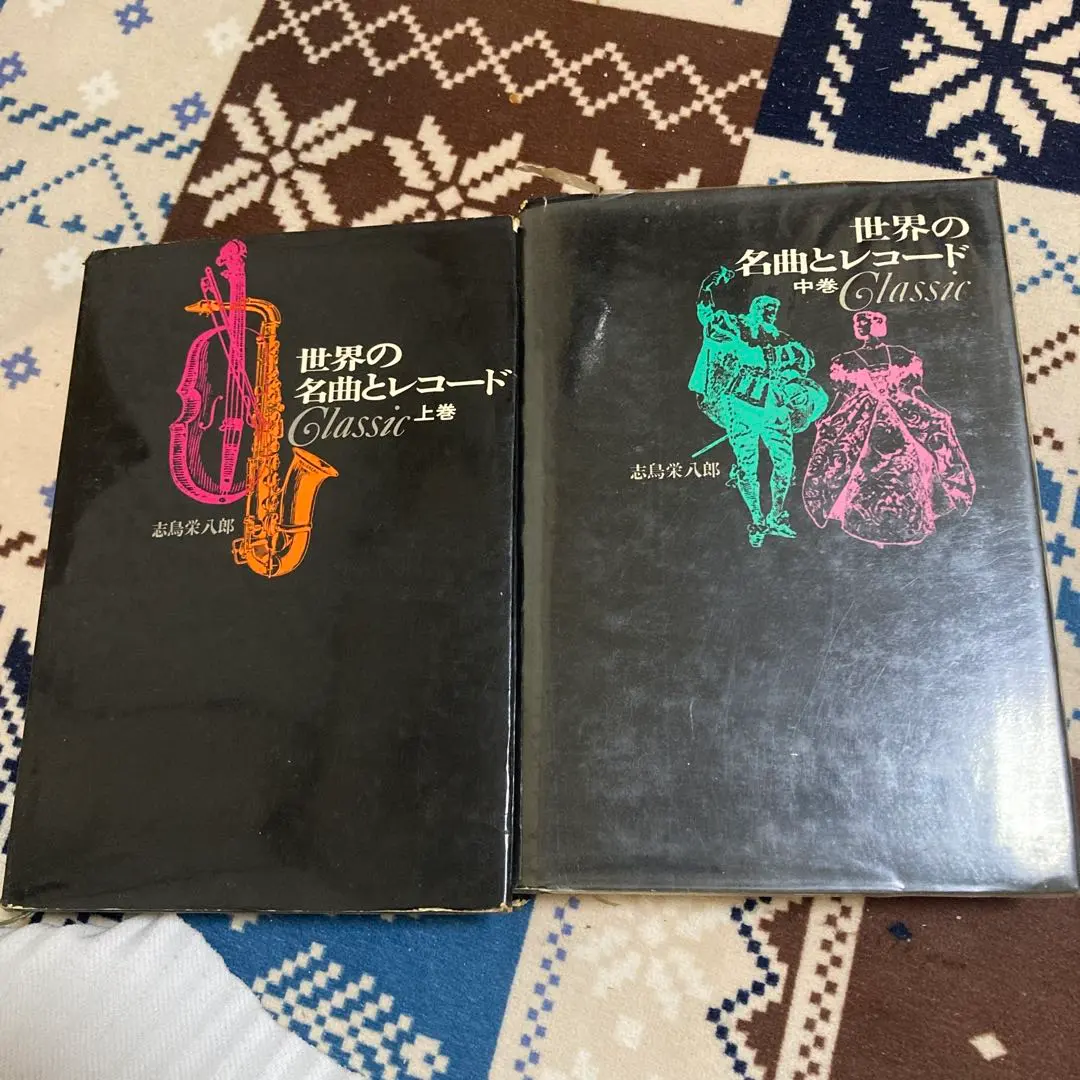 世界の
名曲とレコード
Classic 上巻
志鳥栄八郎
世界の
名曲とレコード
中巻 Classic
志鳥栄八郎